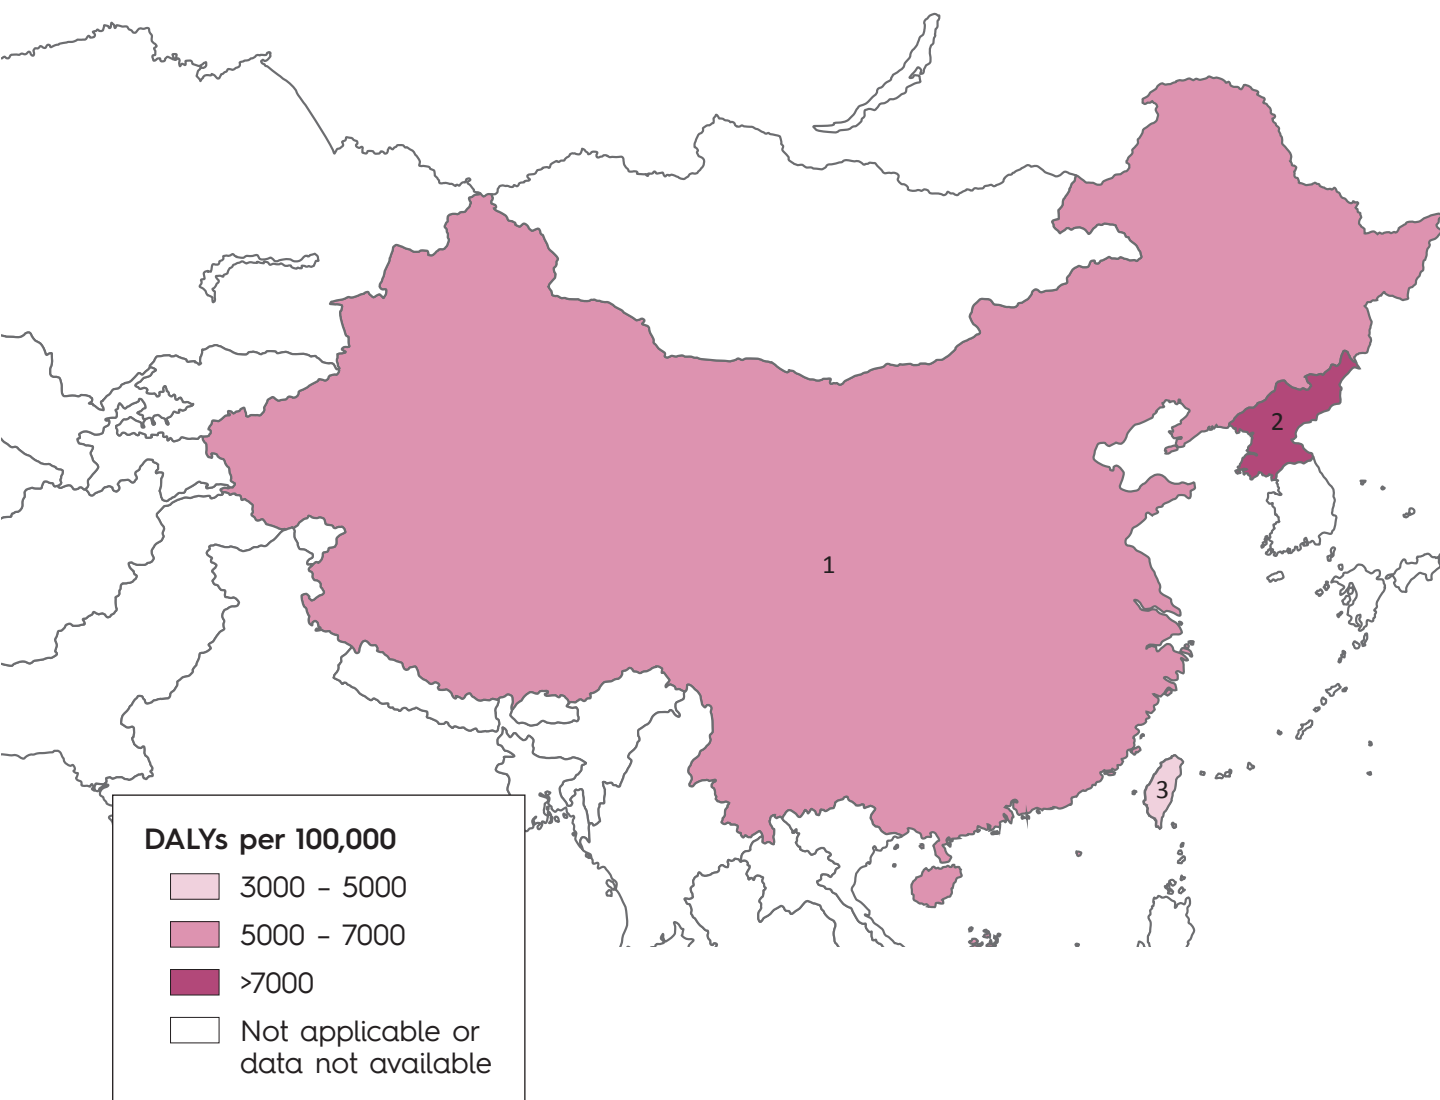 2
1
3
DALYs per 100,000
3000 – 5000
5000 – 7000
>7000
Not applicable or
data not available